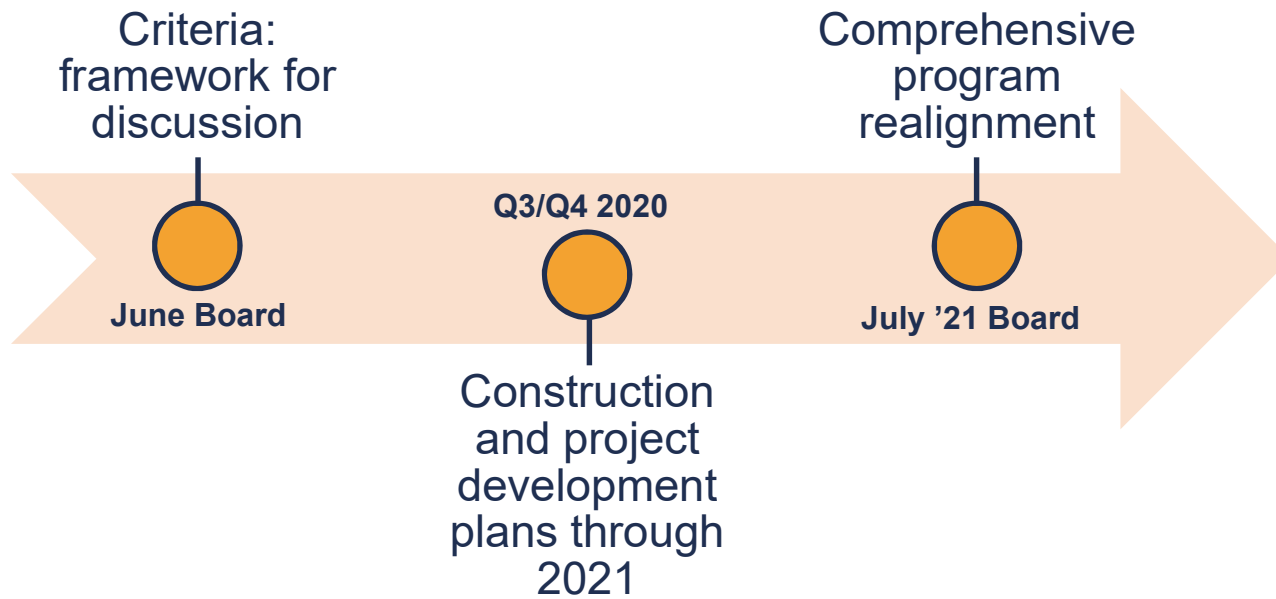 Criteria:
framework for
discussion
June Board
Q3/Q4 2020
Construction
and project
development
plans through
2021
Comprehensive
program
realignment
July ’21 Board